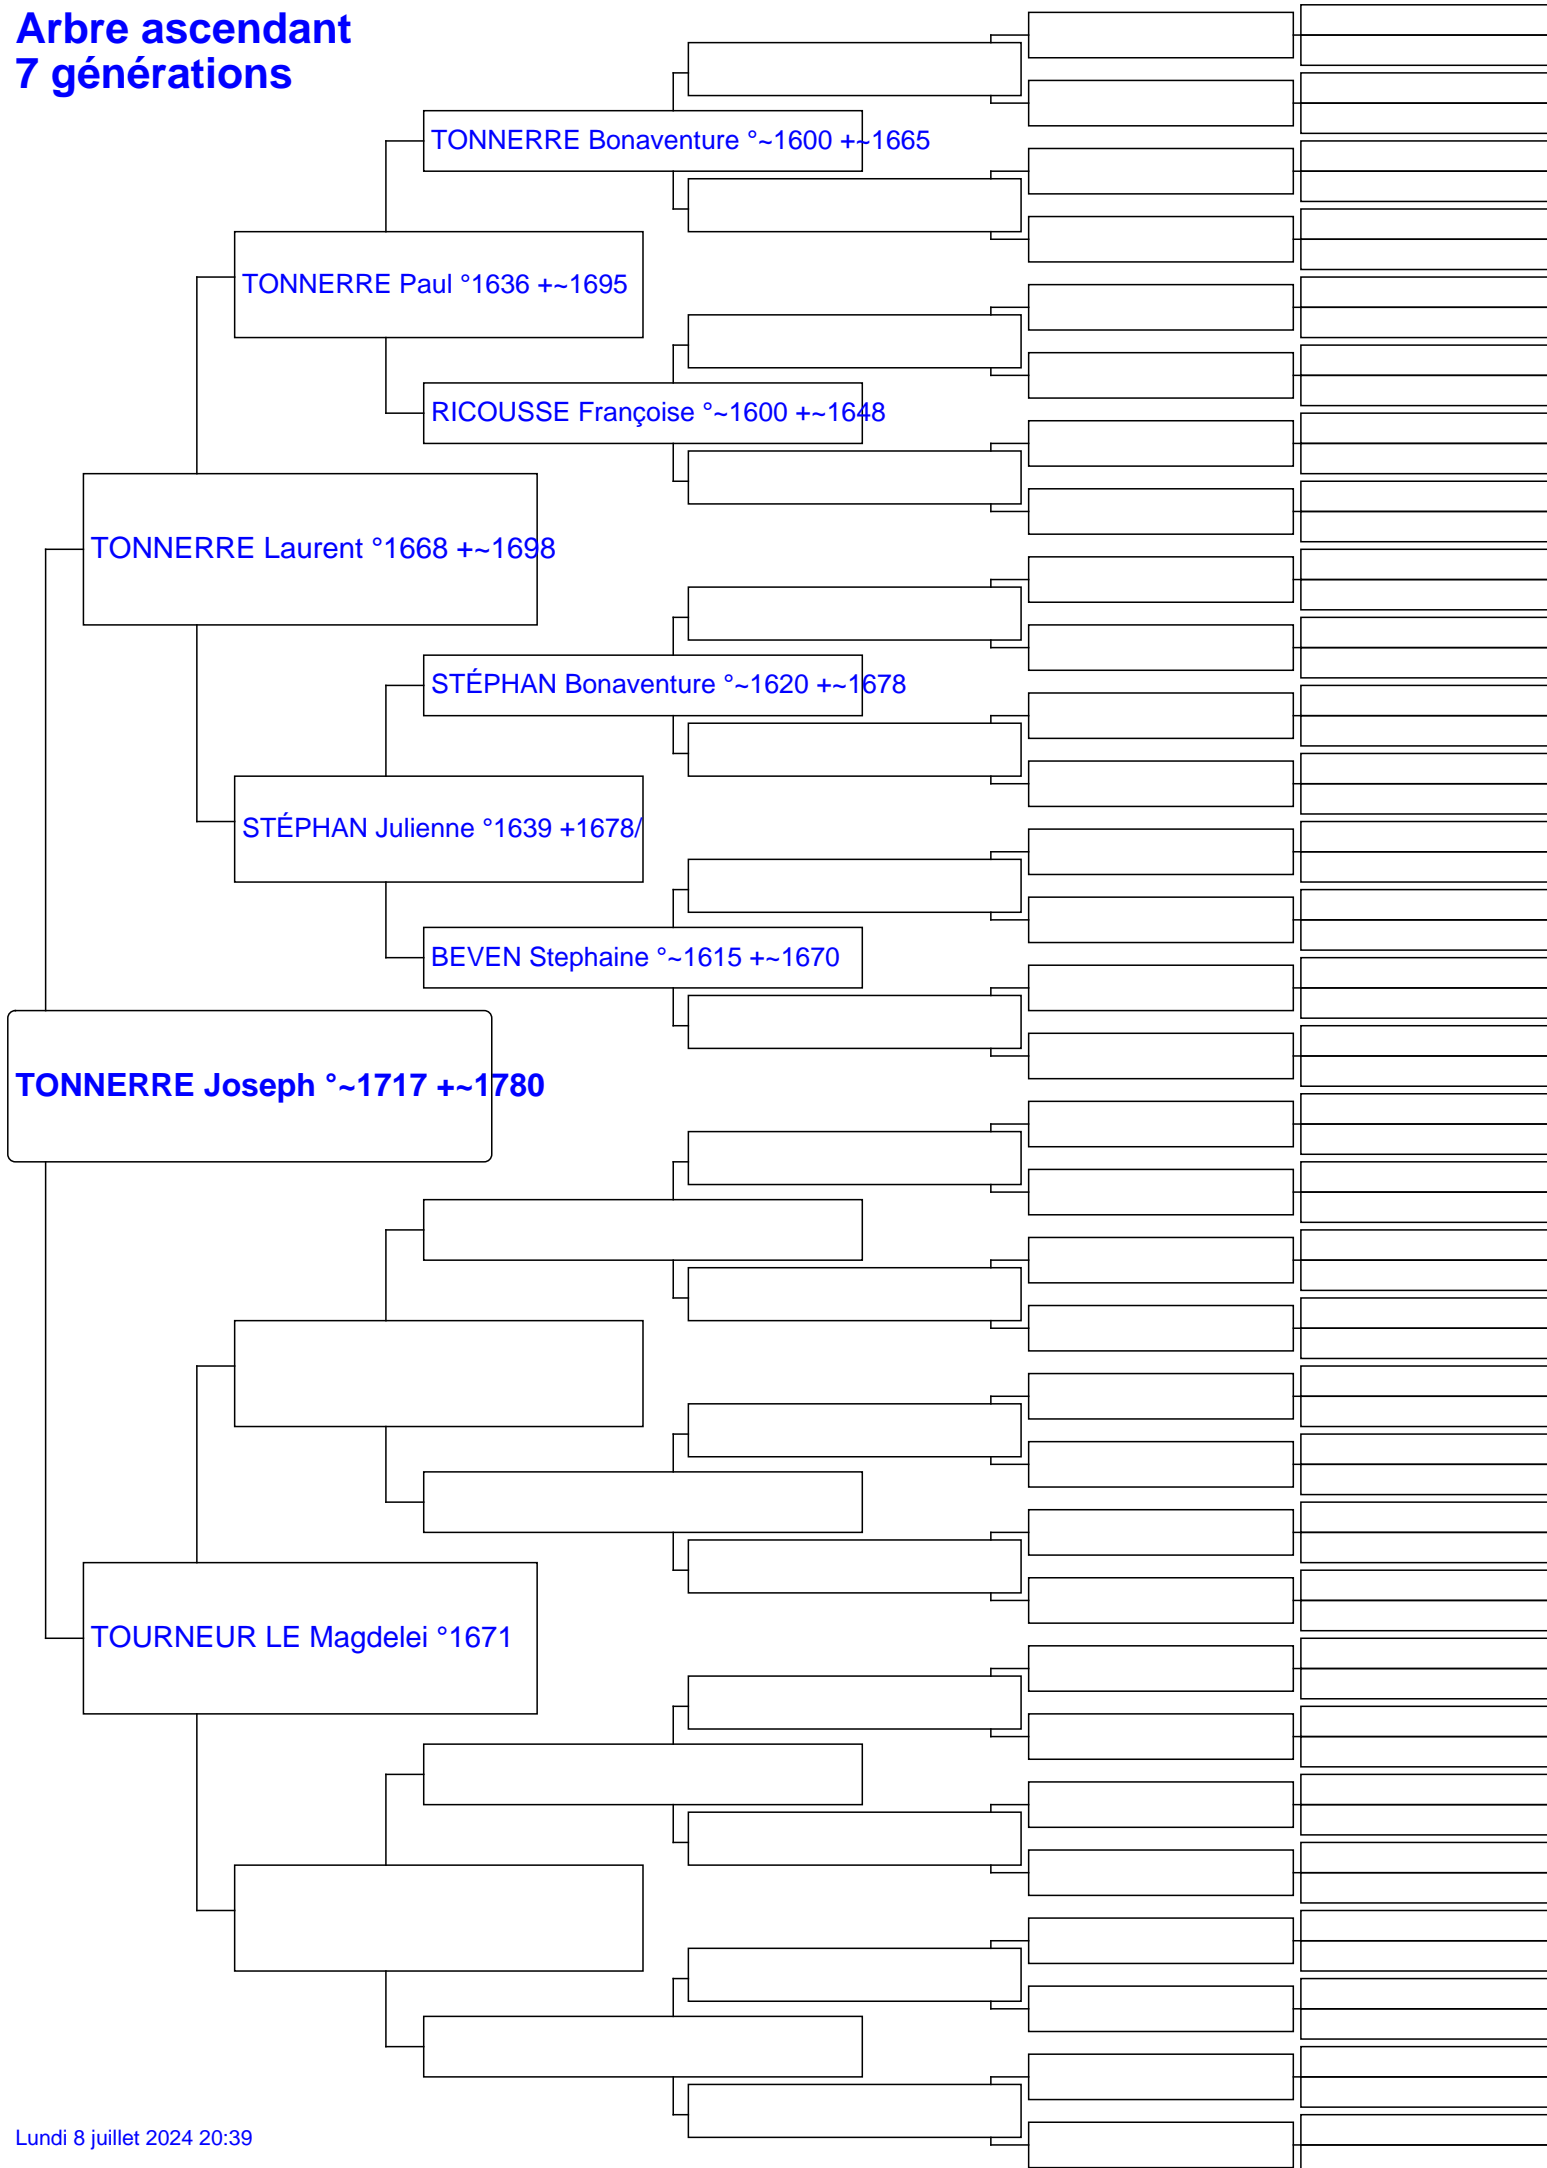 Arbre ascendant
7 générations
TONNERRE Bonaventure °~1600 +~1665
TONNERRE Paul °1636 +~1695
RICOUSSE Françoise °~1600 +~1648
TONNERRE Laurent °1668 +~1698
STÉPHAN Bonaventure °~1620 +~1678
STÉPHAN Julienne °1639 +1678/
BEVEN Stephaine °~1615 +~1670
TONNERRE Joseph °~1717 +~1780
TOURNEUR LE Magdelei °1671
Lundi 8 juillet 2024 20:39